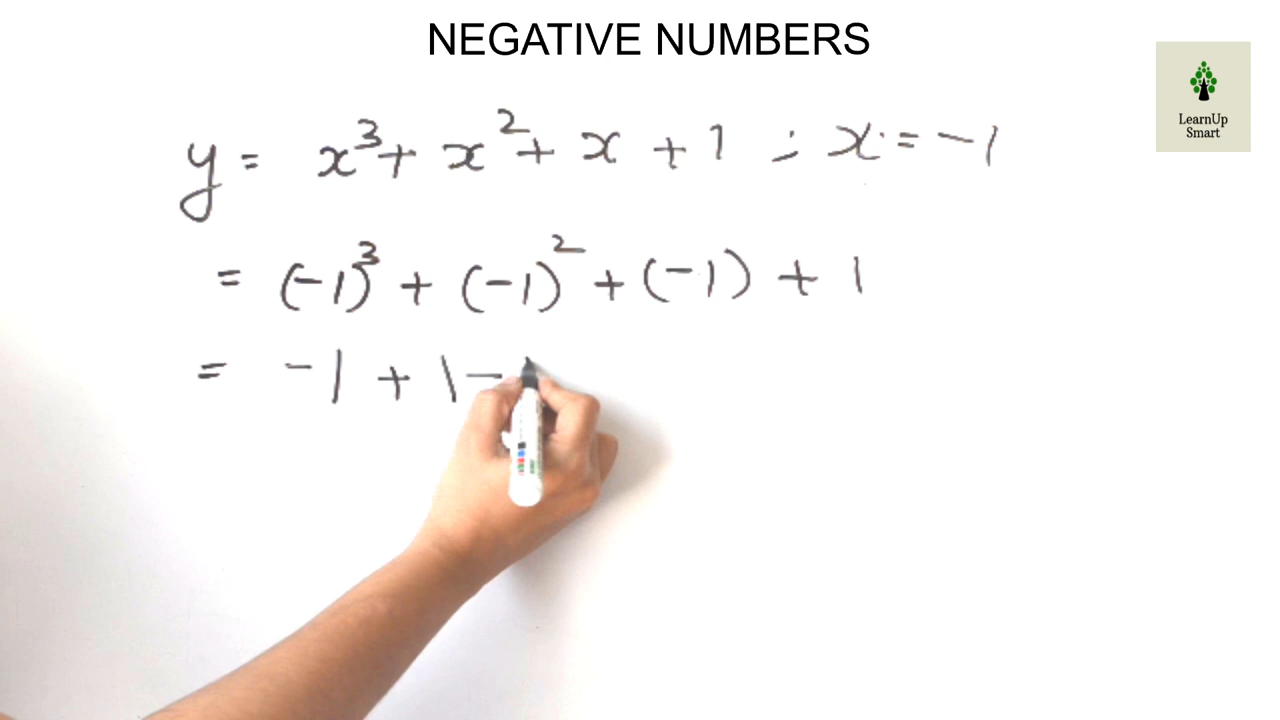 NEGATIVE NUMBERS
LearnUp
Smart
y = x³ + x² + x + 1 ; x = -1
= (-1)³ + (-1)² + (-1) + 1
= -1 + 1 -